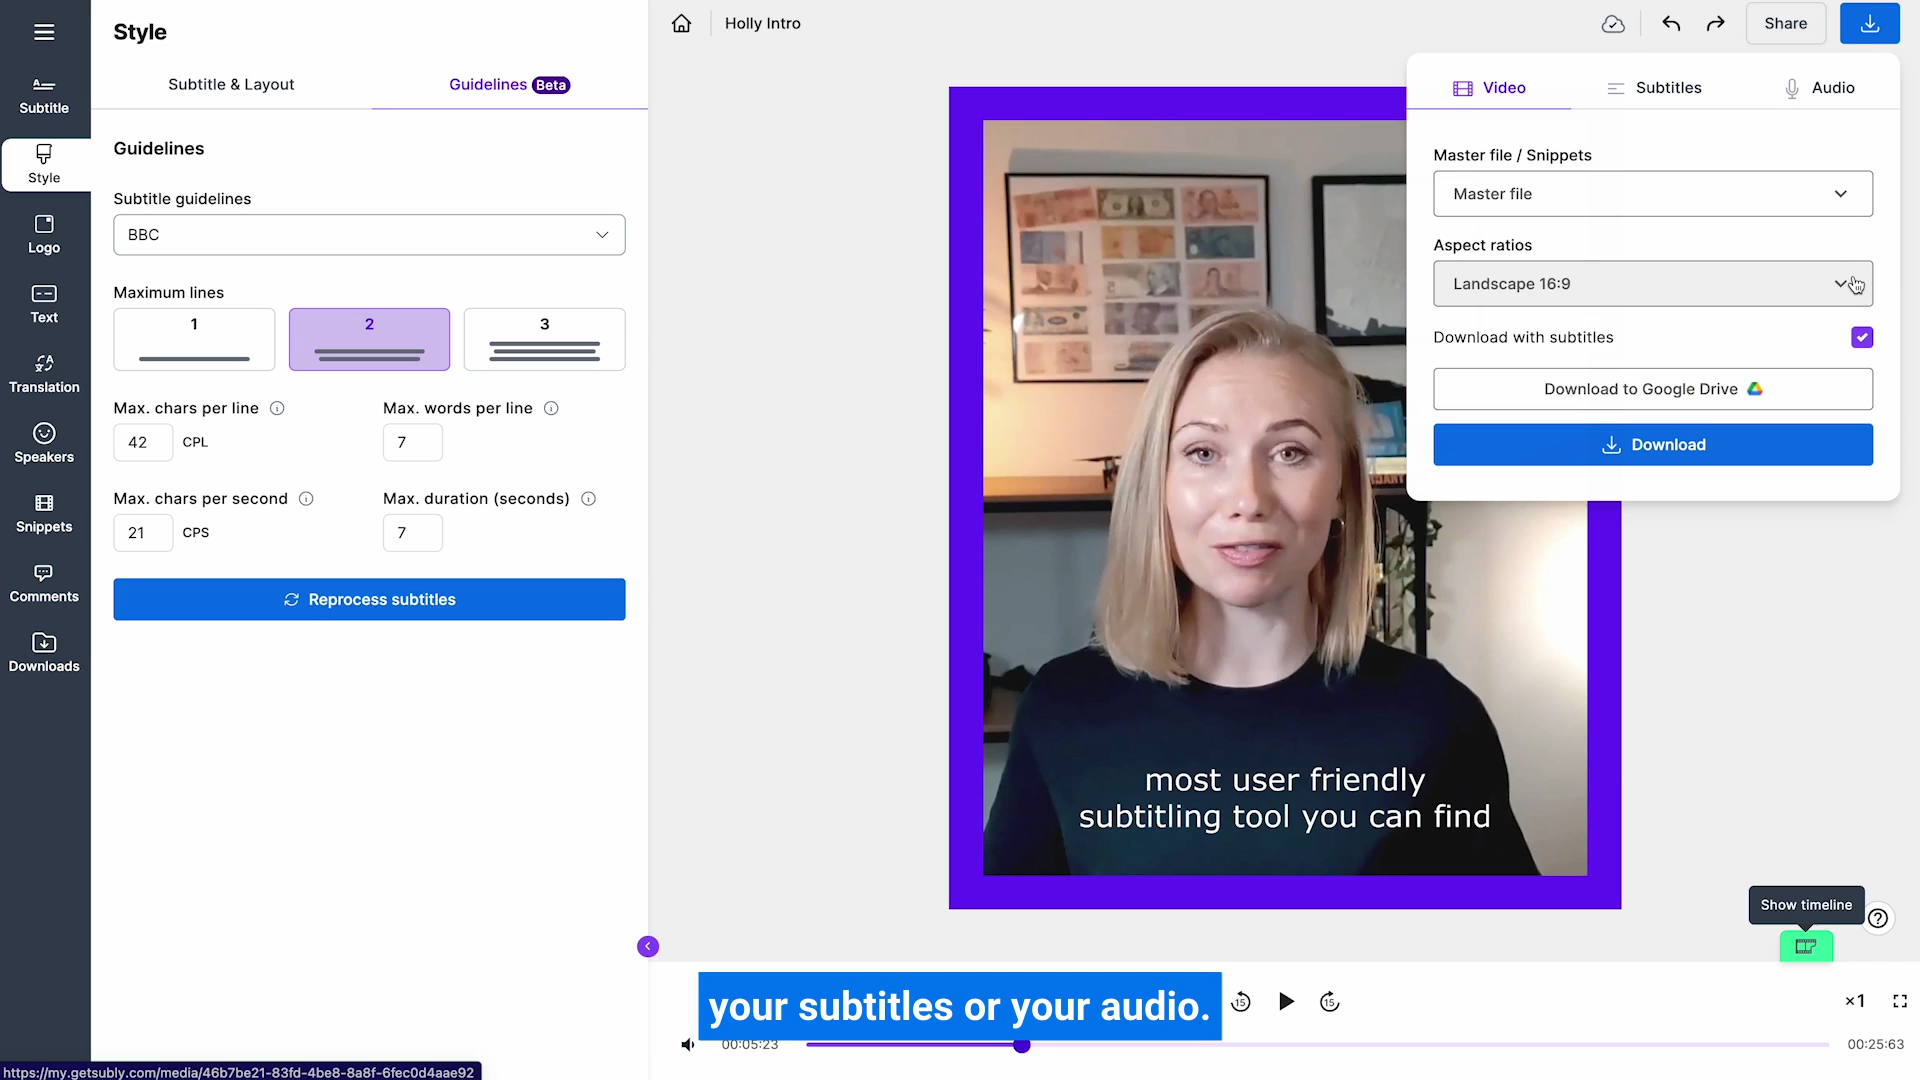 Style
Holly Intro
Share
Subtitle & Layout
Guidelines Beta
Subtitle
Style
Logo
Text
Translation
Speakers
Snippets
Comments
Downloads
Guidelines
Subtitle guidelines
BBC
Maximum lines
1
2
3
Max. chars per line
42 CPL
Max. words per line
7
Max. chars per second
21 CPS
Max. duration (seconds)
7
Reprocess subtitles
Video
Subtitles
Audio
Master file / Snippets
Master file
Aspect ratios
Landscape 16:9
Download with subtitles
Download to Google Drive
Download
most user friendly
subtitling tool you can find
Show timeline
?
your subtitles or your audio.
15
15
×1
00:05:23
00:25:63
https://my.getsubly.com/media/46b7be21-83fd-4be8-8a8f-6fec0d4aae92